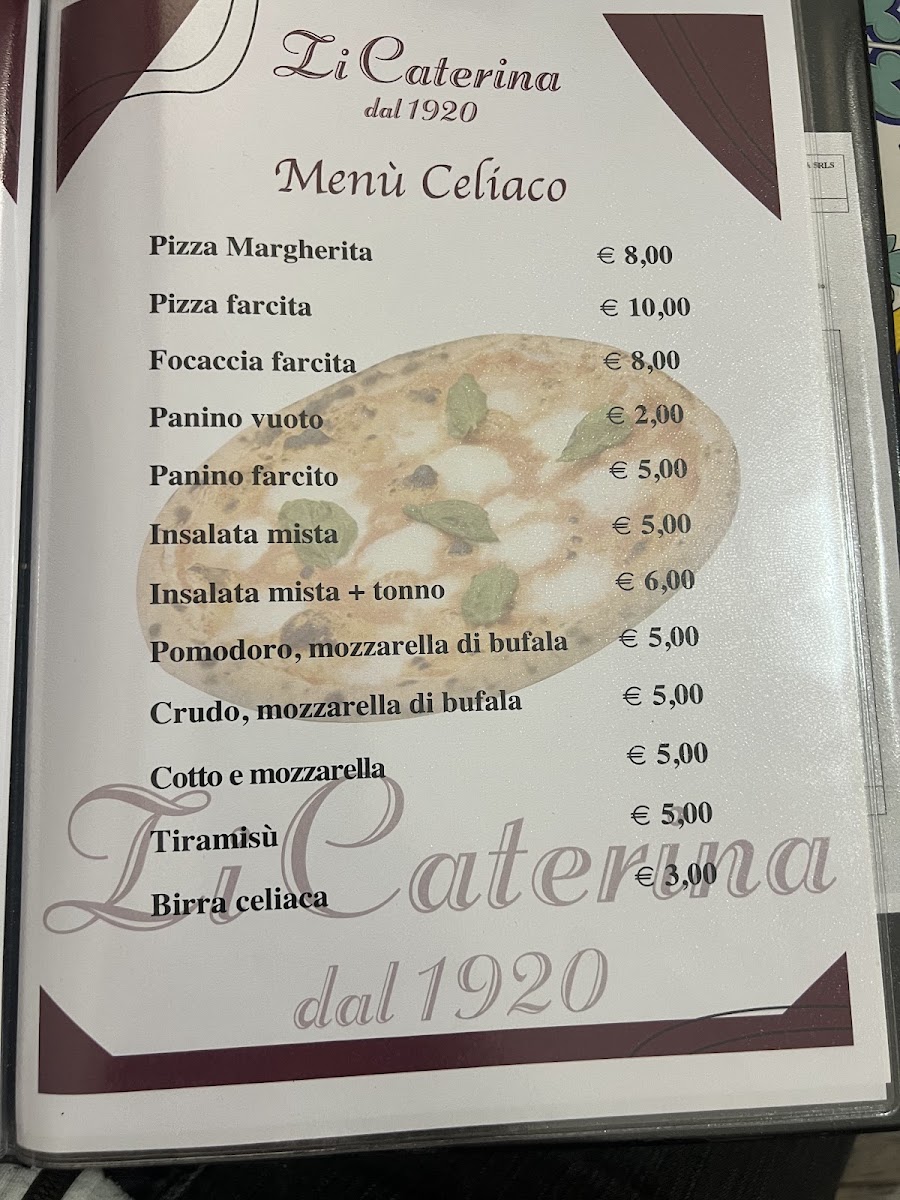 Zi Caterina
dal 1920
Menù Celíaco
Pizza Margherita € 8,00
Pizza farcita € 10,00
Focaccia farcita € 8,00
Panino vuoto € 2,00
Panino farcito € 5,00
Insalata mista € 5,00
Insalata mista + tonno € 6,00
Pomodoro, mozzarella di bufala € 5,00
Crudo, mozzarella di bufala € 5,00
Cotto e mozzarella € 5,00
Tiramisù € 5,00
Birra celiaca € 3,00
Zi Caterina
dal 1920
SRLS